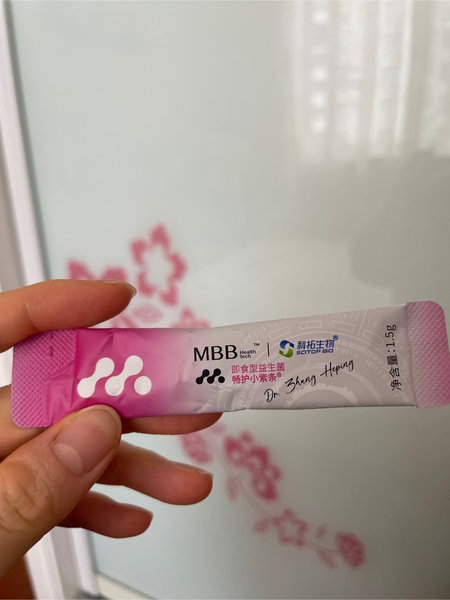 MBB Health Tech ™
科拓生物®
SCITOP BIO
即食型益生菌
畅护小紫条®
Dr. Zhang Heping
净含量:1.5g